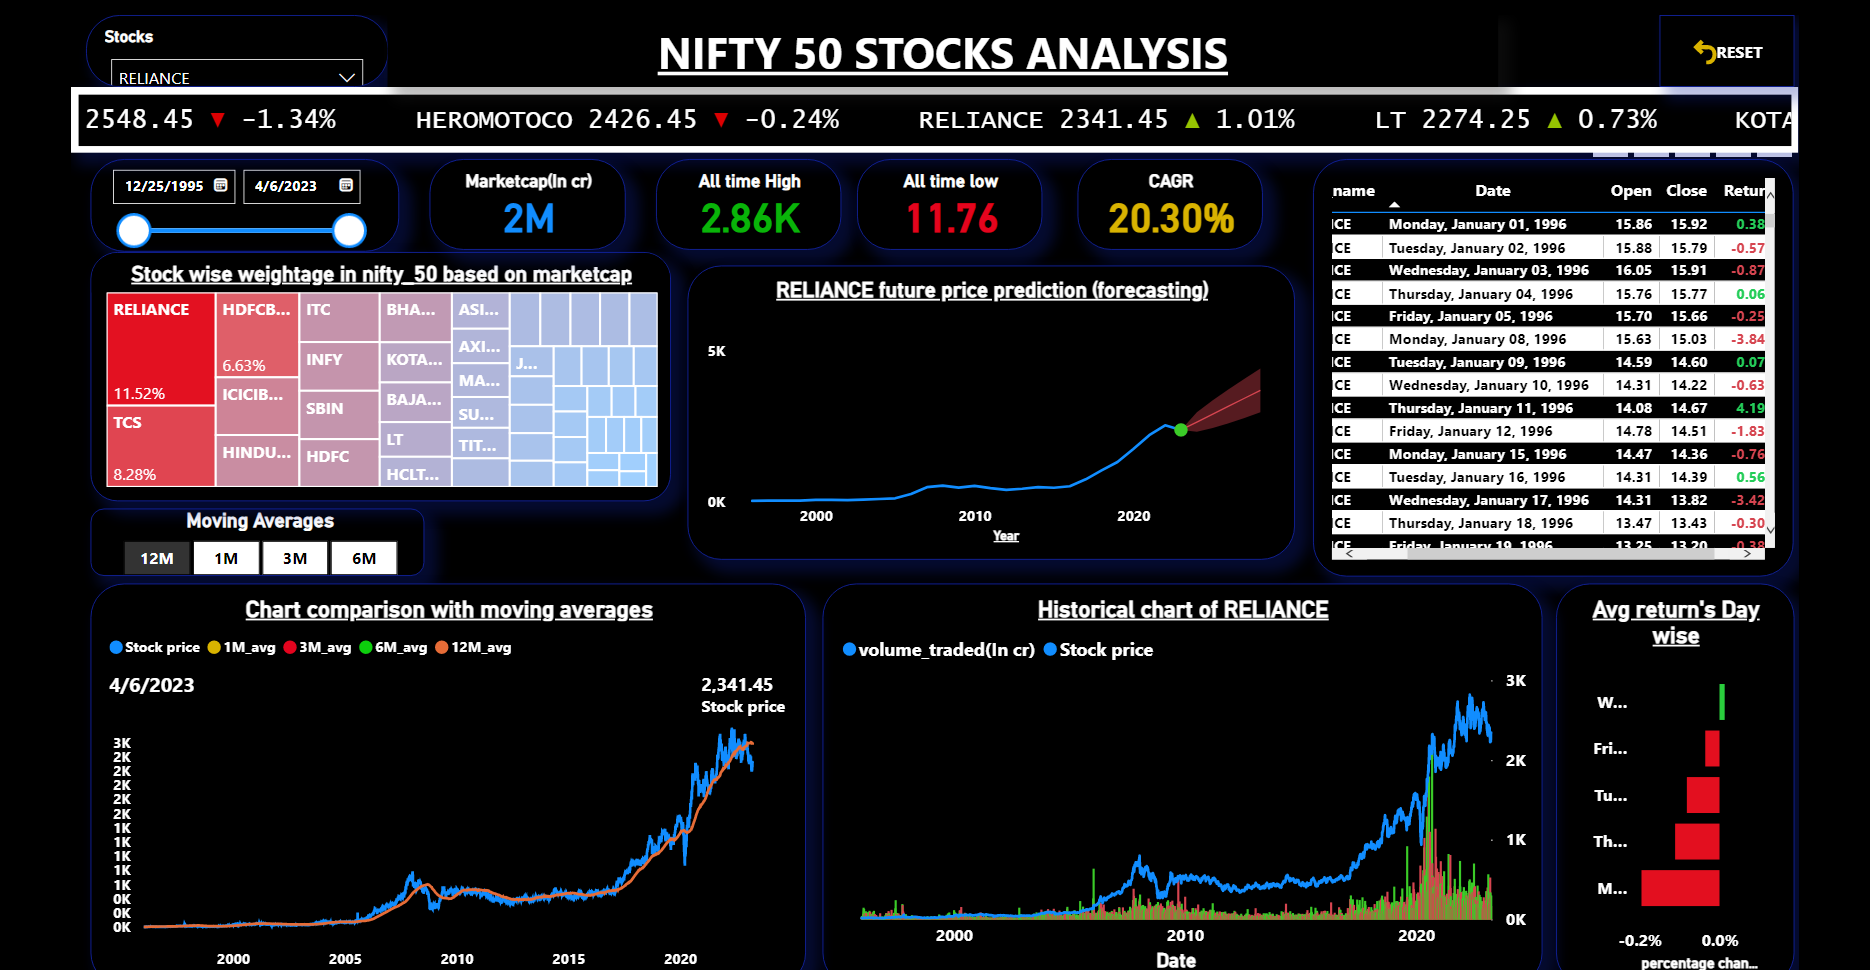 Stocks
RELIANCE
NIFTY 50 STOCKS ANALYSIS
RESET
2548.45 ▼ -1.34% HEROMOTOCO 2426.45 ▼ -0.24% RELIANCE 2341.45 ▲ 1.01% LT 2274.25 ▲ 0.73% KOTA
12/25/1995 4/6/2023
Marketcap(In cr)
2M
All time High
2.86K
All time low
11.76
CAGR
20.30%
Stock wise weightage in nifty_50 based on marketcap
RELIANCE
11.52%
TCS
8.28%
HDFCB...
6.63%
ICICIB...
HINDU...
ITC
INFY
SBIN
HDFC
BHA...
KOTA...
BAJA...
LT
HCLT...
ASI...
AXI...
MA...
SU...
TIT...
J...
RELIANCE future price prediction (forecasting)
5K
0K
2000 2010 2020
Year
name Date Open Close Retur
ICE Monday, January 01, 1996 15.86 15.92 0.38
ICE Tuesday, January 02, 1996 15.88 15.79 -0.57
ICE Wednesday, January 03, 1996 16.05 15.91 -0.87
ICE Thursday, January 04, 1996 15.76 15.77 0.06
ICE Friday, January 05, 1996 15.70 15.66 -0.25
ICE Monday, January 08, 1996 15.63 15.03 -3.84
ICE Tuesday, January 09, 1996 14.59 14.60 0.07
ICE Wednesday, January 10, 1996 14.31 14.22 -0.63
ICE Thursday, January 11, 1996 14.08 14.67 4.19
ICE Friday, January 12, 1996 14.78 14.51 -1.83
ICE Monday, January 15, 1996 14.47 14.36 -0.76
ICE Tuesday, January 16, 1996 14.31 14.39 0.56
ICE Wednesday, January 17, 1996 14.31 13.82 -3.42
ICE Thursday, January 18, 1996 13.47 13.43 -0.30
ICE Friday, January 19, 1996 13.25 13.20 -0.38
Moving Averages
12M 1M 3M 6M
Chart comparison with moving averages
Stock price 1M_avg 3M_avg 6M_avg 12M_avg
4/6/2023
2,341.45
Stock price
3K
2K
2K
2K
2K
2K
1K
1K
1K
1K
1K
0K
0K
0K
2000 2005 2010 2015 2020
Historical chart of RELIANCE
volume_traded(In cr) Stock price
3K
2K
1K
0K
2000 2010 2020
Date
Avg return's Day
wise
W...
Fri...
Tu...
Th...
M...
-0.2% 0.0%
percentage chan...